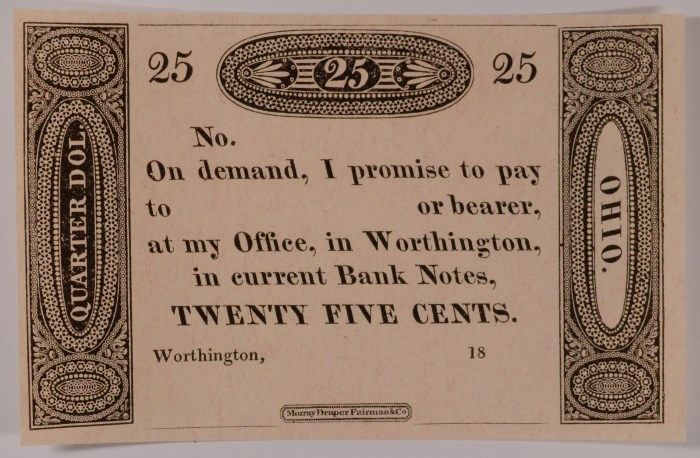 25 25 25
No.
On demand, I promise to pay
to or bearer,
at my Office, in Worthington,
in current Bank Notes,
TWENTY FIVE CENTS.
Worthington, 18
Murray Draper Fairman & Co
QUARTER DOL.
OHIO.